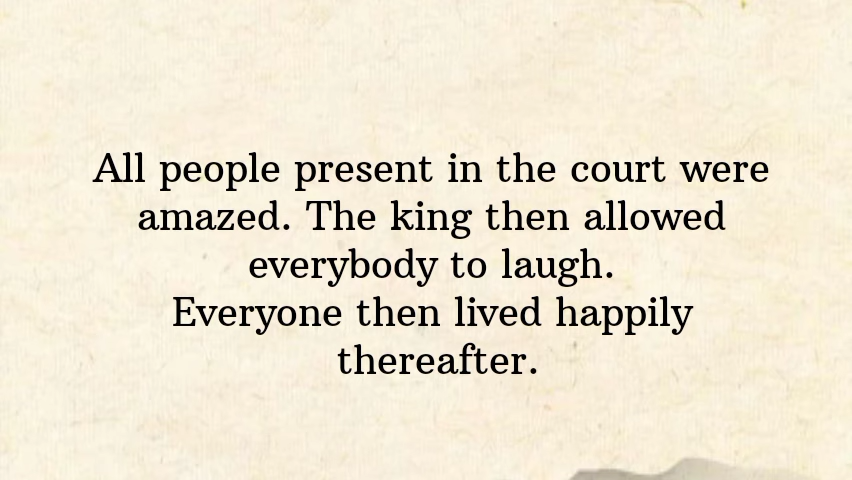 All people present in the court were
amazed. The king then allowed
everybody to laugh.
Everyone then lived happily
thereafter.